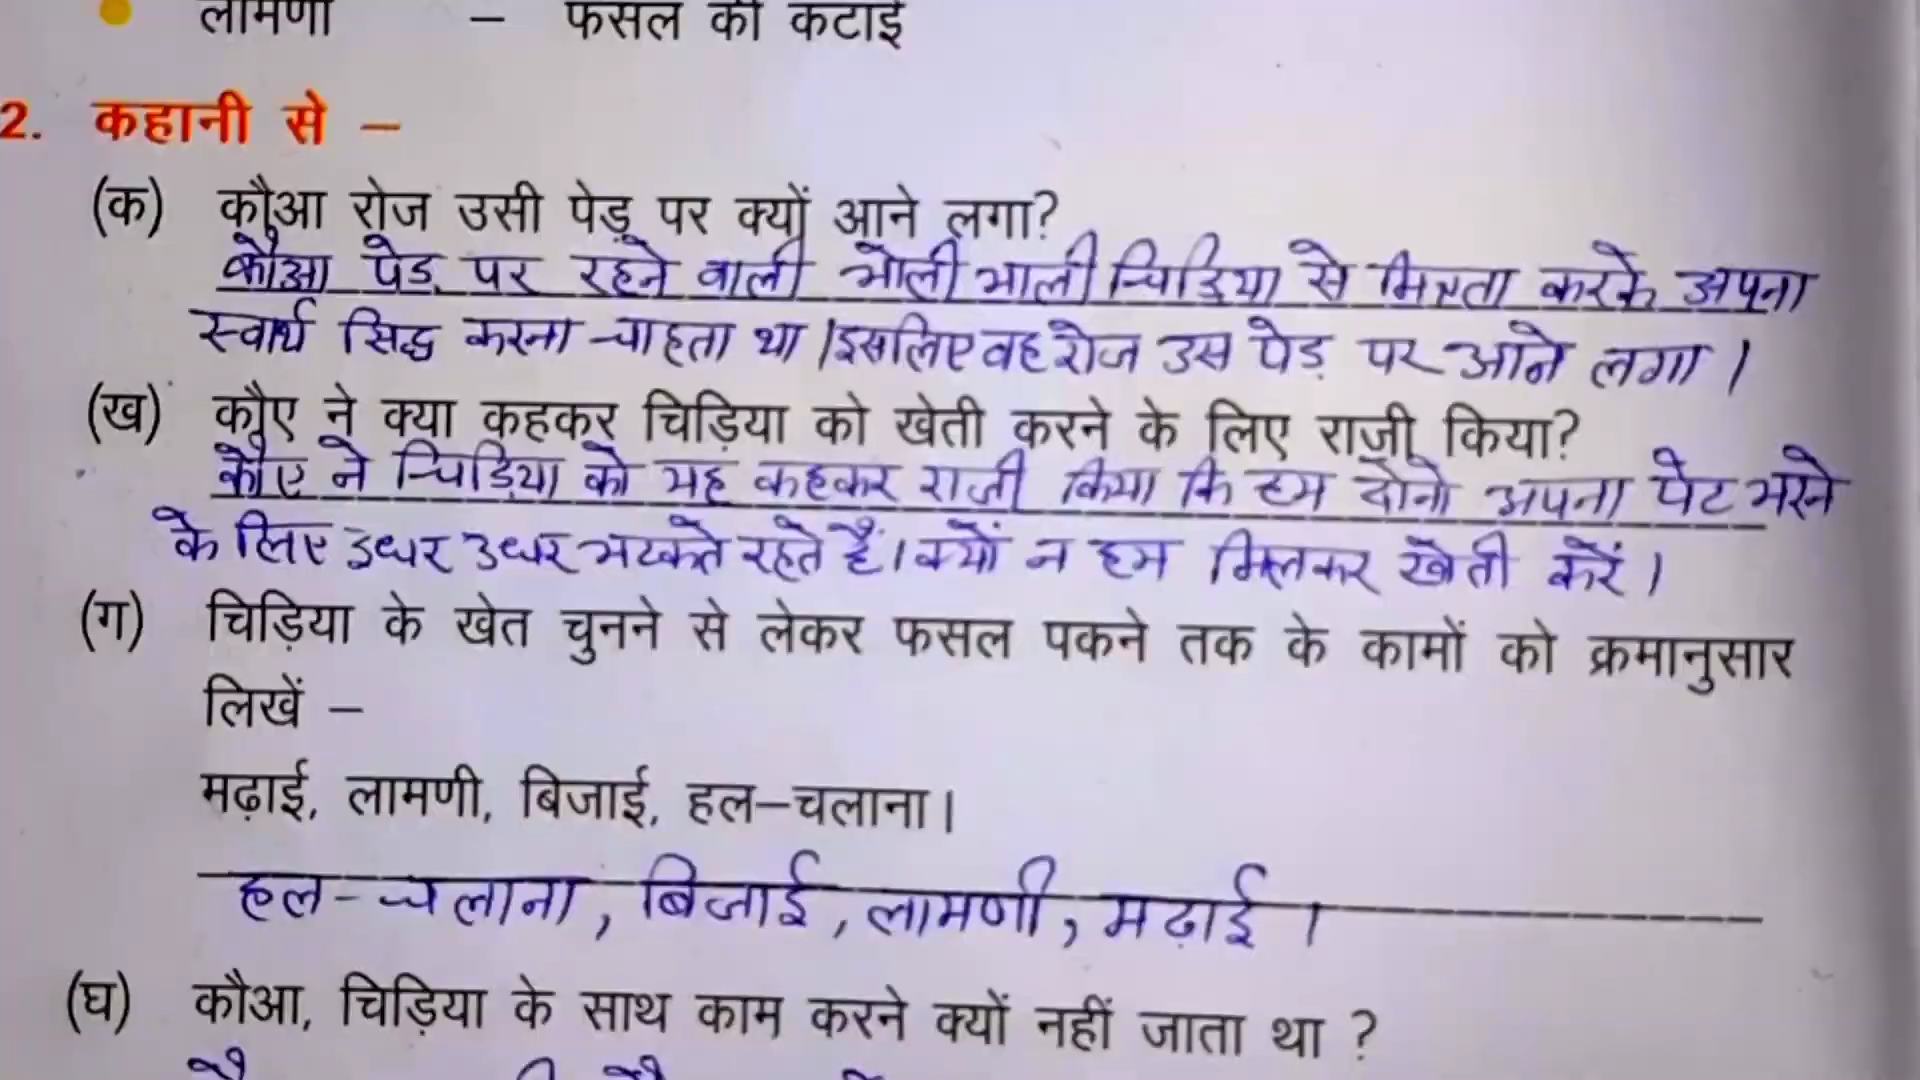 लामणी – फसल की कटाई
2. कहानी से –
(क) कौआ रोज उसी पेड़ पर क्यों आने लगा?
कौआ पेड़ पर रहने वाली भोली भाली चिड़िया से मित्रता करके अपना
स्वार्थ सिद्ध करना चाहता था।इसलिए वह रोज उस पेड़ पर आने लगा।
(ख) कौए ने क्या कहकर चिड़िया को खेती करने के लिए राज़ी किया?
कौए ने चिड़िया को यह कहकर राजी किया कि हम दोनो अपना पेट भरने
के लिए इधर उधर भटकते रहते हैं। क्यों न हम मिलकर खेती करें।
(ग) चिड़िया के खेत चुनने से लेकर फसल पकने तक के कामों को क्रमानुसार
लिखें –
मढ़ाई, लामणी, बिजाई, हल–चलाना।
हल-चलाना, बिजाई, लामणी, मढ़ाई।
(घ) कौआ, चिड़िया के साथ काम करने क्यों नहीं जाता था ?